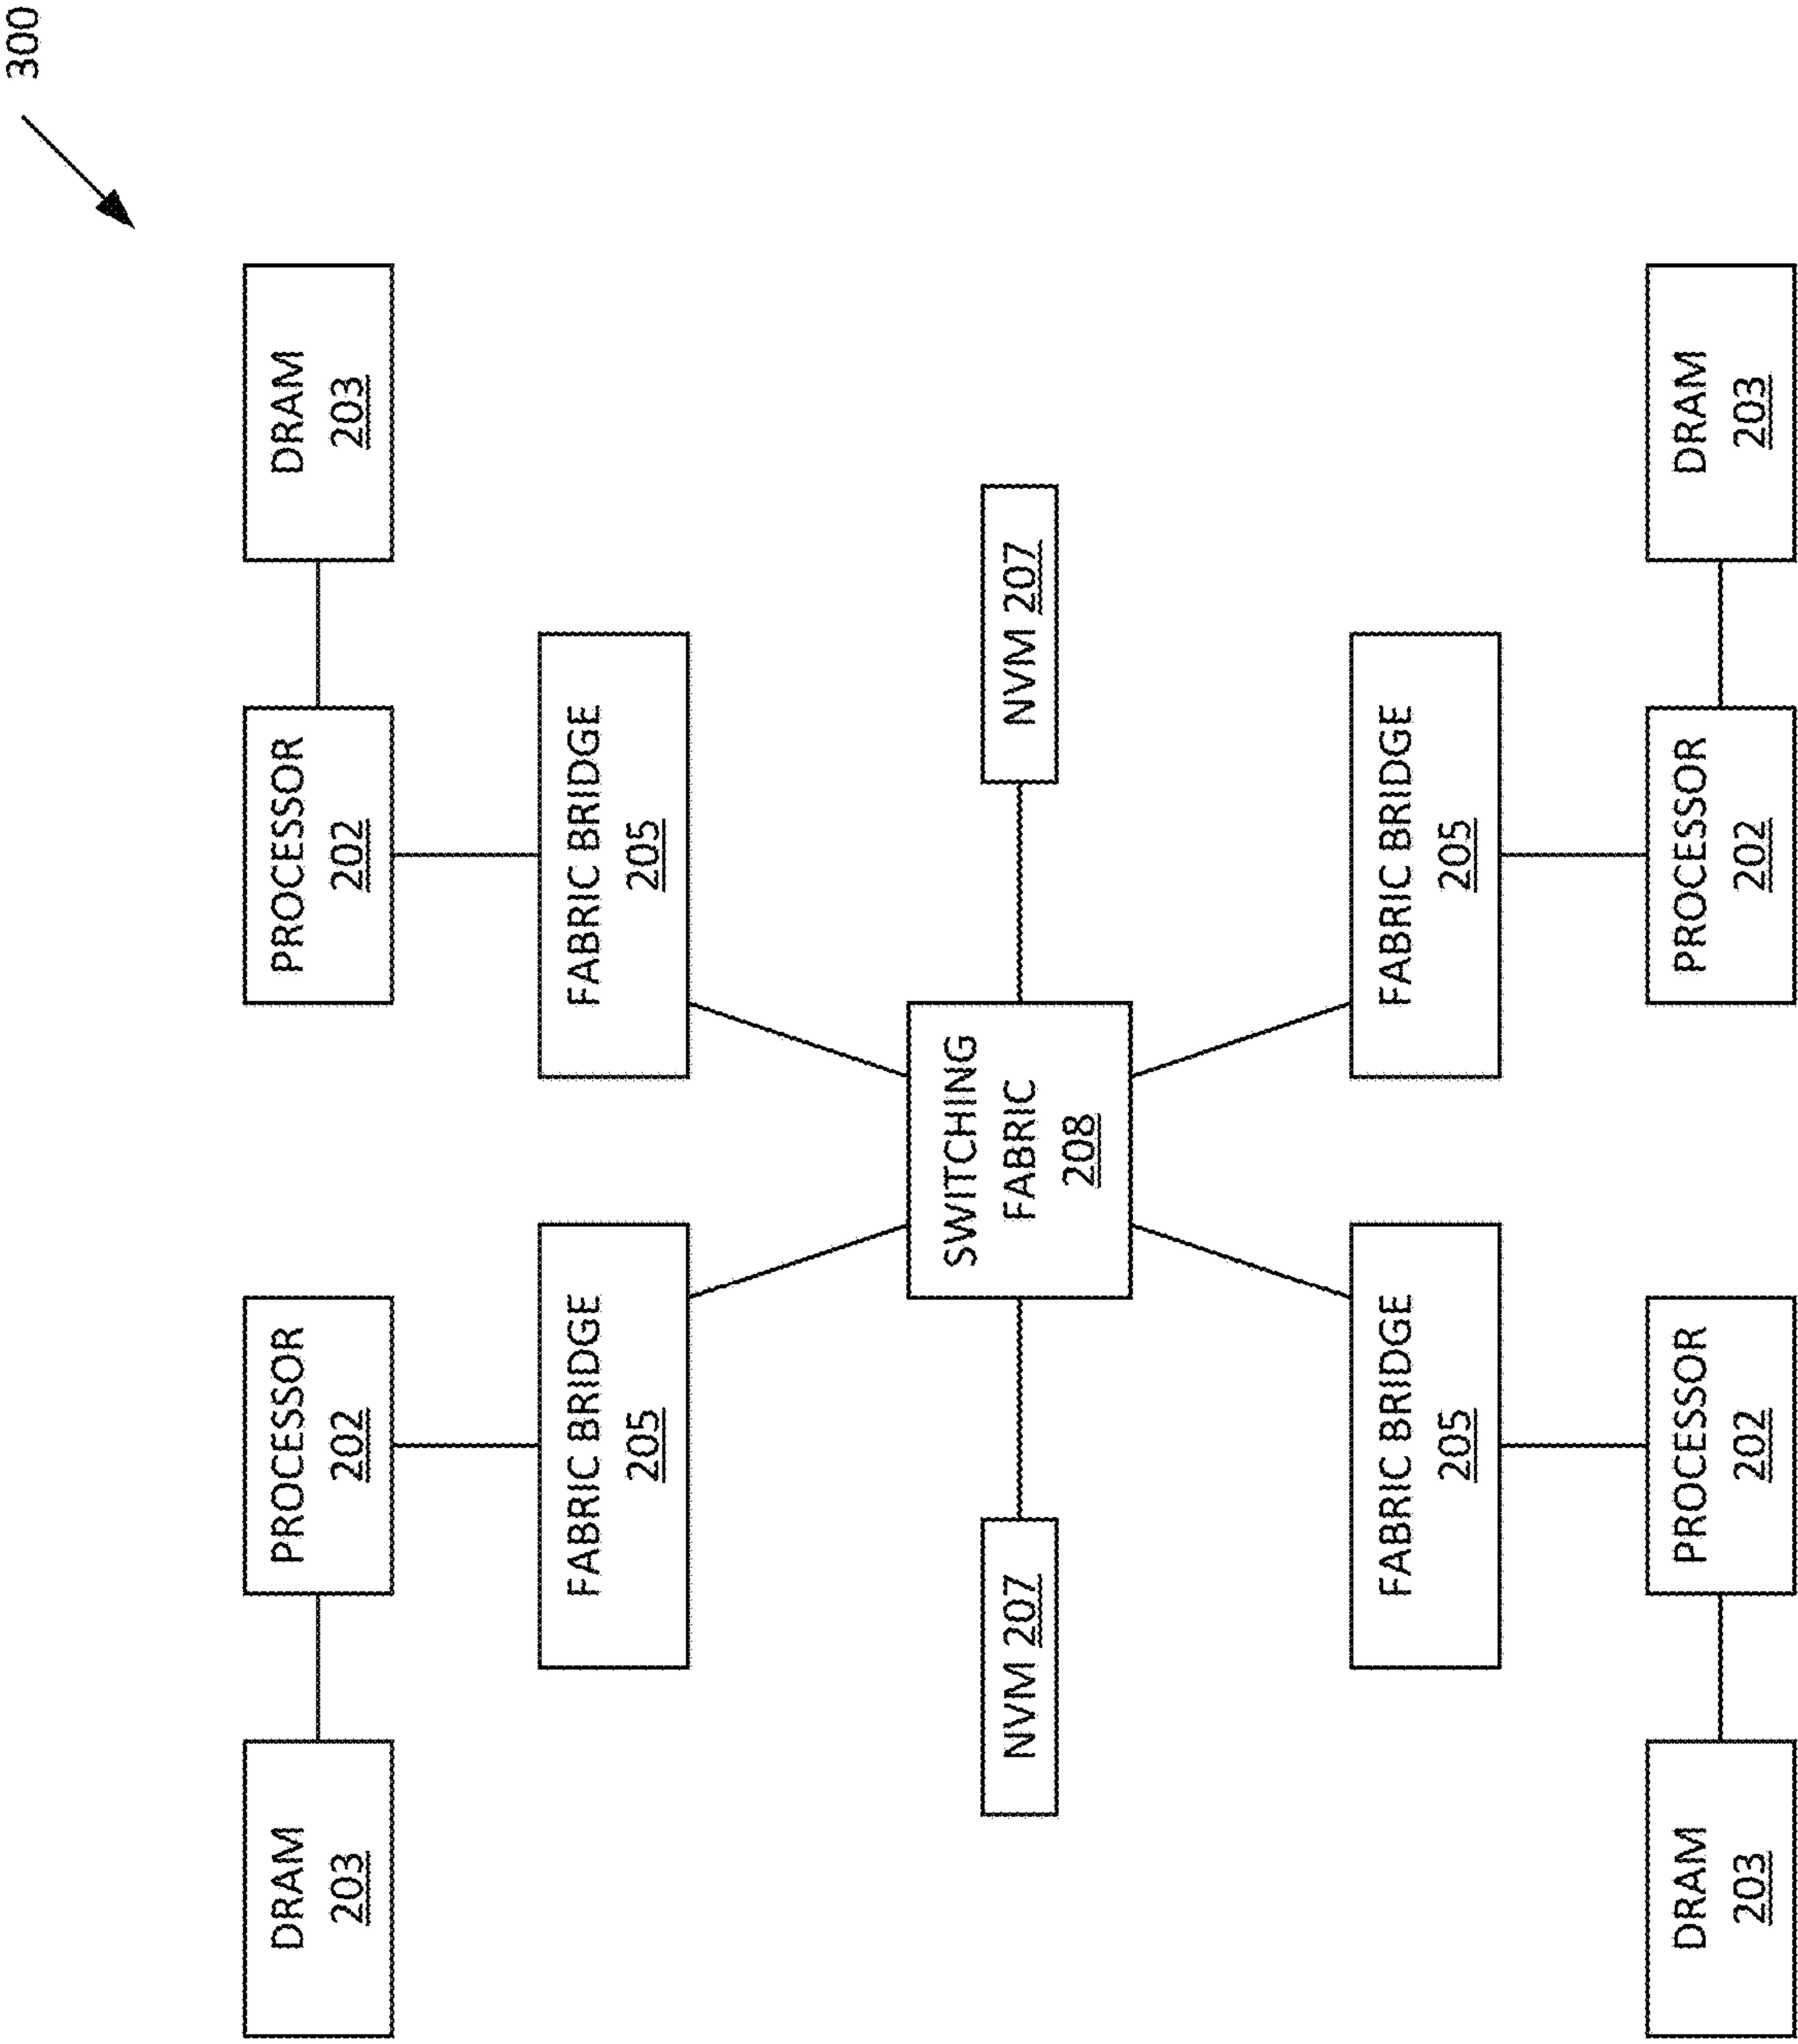 300
DRAM
203
PROCESSOR
202
PROCESSOR
202
DRAM
203
FABRIC BRIDGE
205
FABRIC BRIDGE
205
NVM 207
SWITCHING
FABRIC
208
NVM 207
FABRIC BRIDGE
205
FABRIC BRIDGE
205
DRAM
203
PROCESSOR
202
PROCESSOR
202
DRAM
203